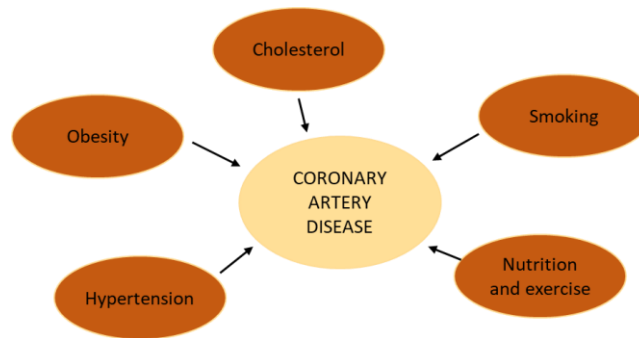 Cholesterol
Smoking
Obesity
CORONARY
ARTERY
DISEASE
Nutrition
and exercise
Hypertension